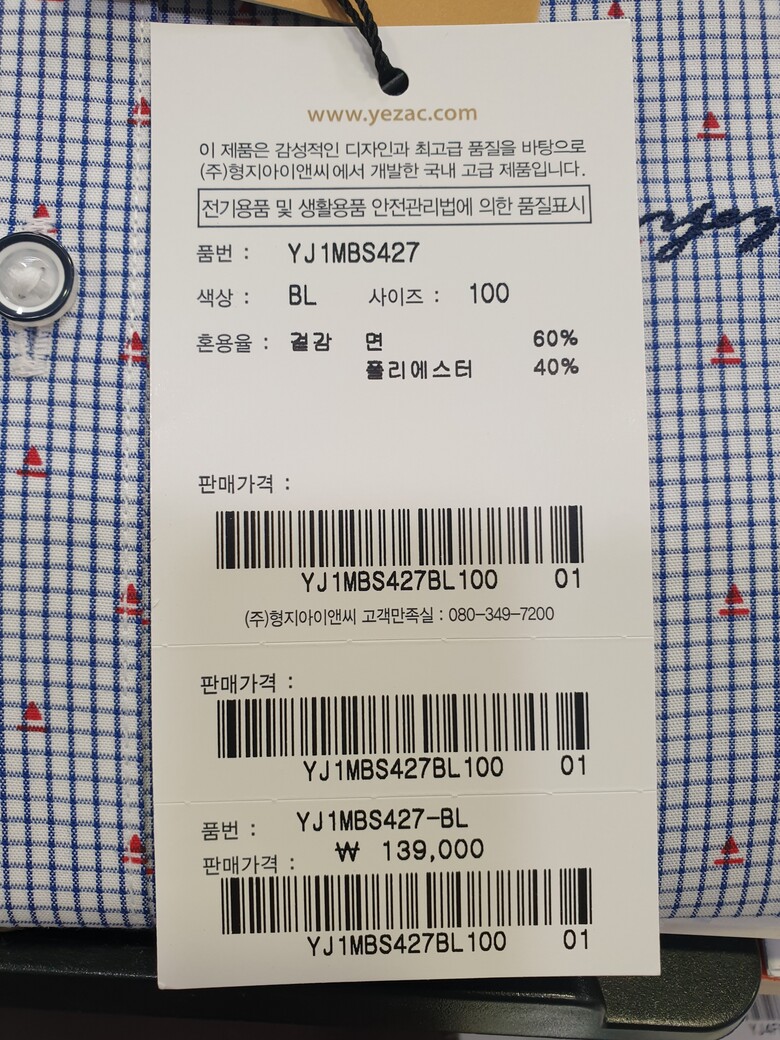 www.yezac.com
이 제품은 감성적인 디자인과 최고급 품질을 바탕으로
(주)형지아이앤씨에서 개발한 국내 고급 제품입니다.
전기용품 및 생활용품 안전관리법에 의한 품질표시
품번 : YJ1MBS427
색상 : BL 사이즈 : 100
혼용율 : 겉감 면 60%
폴리에스터 40%
판매가격 :
YJ1MBS427BL100 01
(주)형지아이앤씨 고객만족실 : 080-349-7200
판매가격 :
YJ1MBS427BL100 01
품번 : YJ1MBS427-BL
판매가격 : ₩ 139,000
YJ1MBS427BL100 01